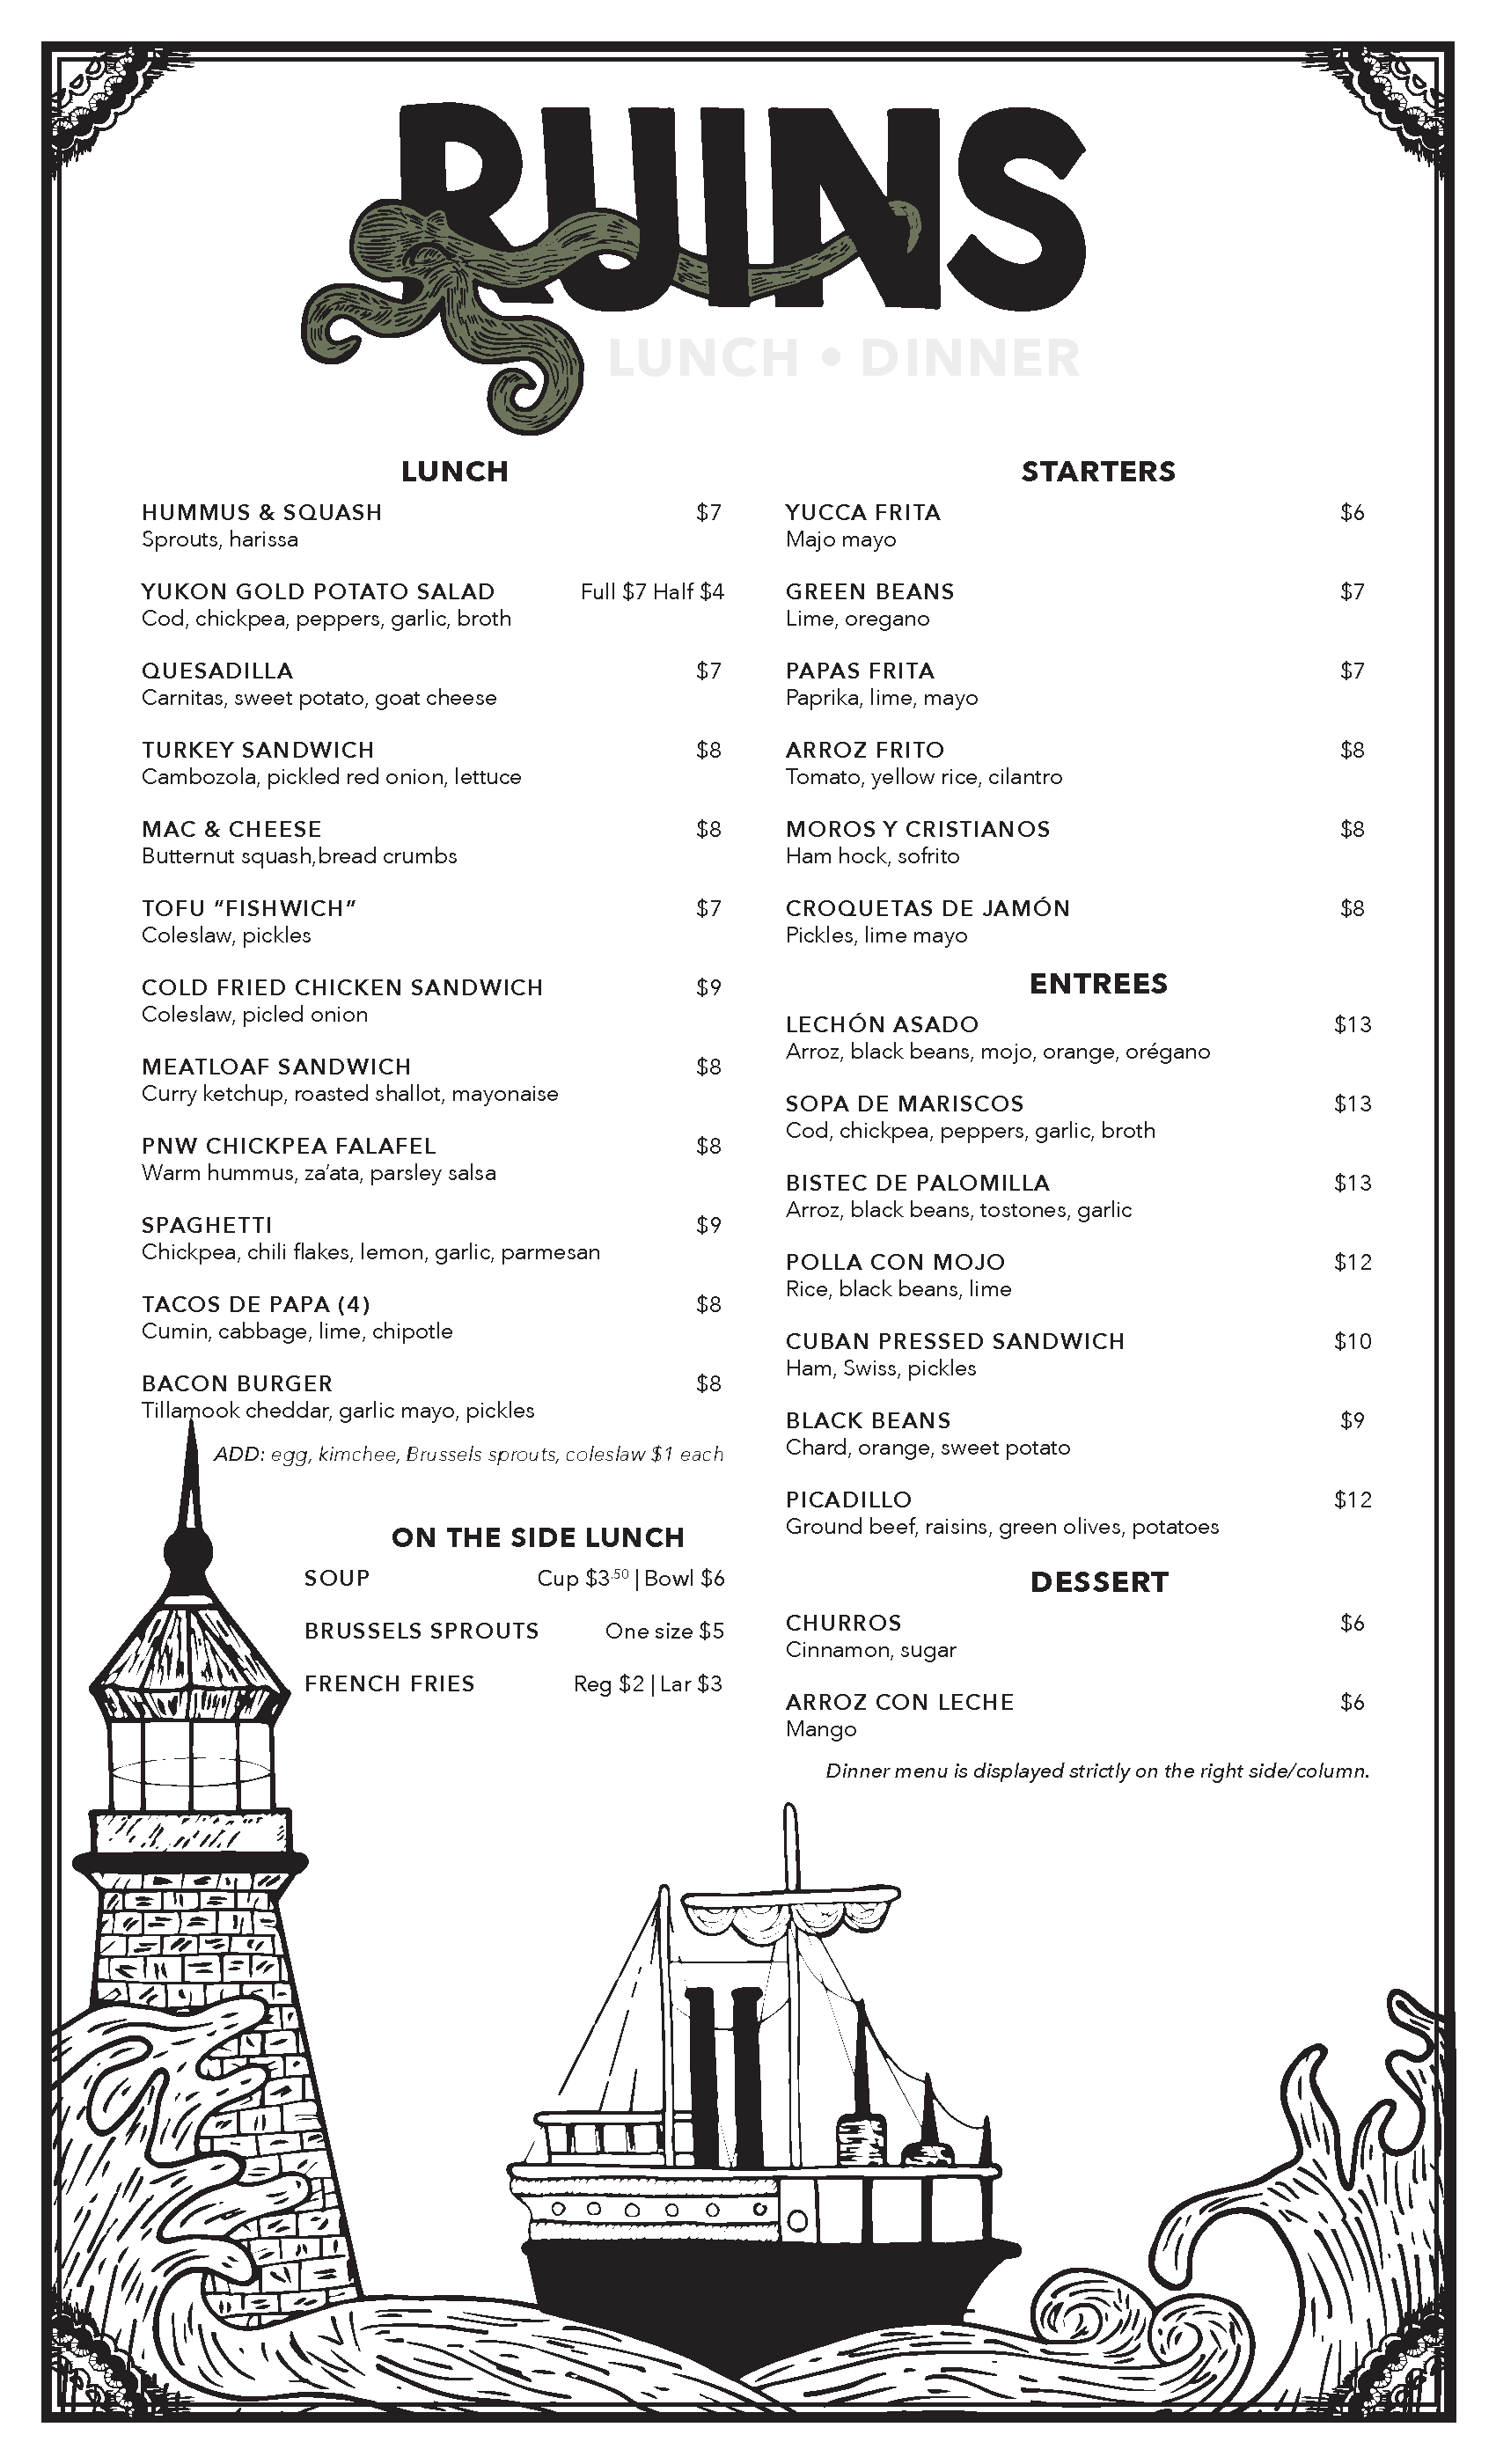 RUINS
LUNCH • DINNER
LUNCH
HUMMUS & SQUASH $7
Sprouts, harissa
YUKON GOLD POTATO SALAD Full $7 Half $4
Cod, chickpea, peppers, garlic, broth
QUESADILLA $7
Carnitas, sweet potato, goat cheese
TURKEY SANDWICH $8
Cambozola, pickled red onion, lettuce
MAC & CHEESE $8
Butternut squash,bread crumbs
TOFU “FISHWICH” $7
Coleslaw, pickles
COLD FRIED CHICKEN SANDWICH $9
Coleslaw, picled onion
MEATLOAF SANDWICH $8
Curry ketchup, roasted shallot, mayonaise
PNW CHICKPEA FALAFEL $8
Warm hummus, za’ata, parsley salsa
SPAGHETTI $9
Chickpea, chili flakes, lemon, garlic, parmesan
TACOS DE PAPA (4) $8
Cumin, cabbage, lime, chipotle
BACON BURGER $8
Tillamook cheddar, garlic mayo, pickles
ADD: egg, kimchee, Brussels sprouts, coleslaw $1 each
ON THE SIDE LUNCH
SOUP Cup $3.50 | Bowl $6
BRUSSELS SPROUTS One size $5
FRENCH FRIES Reg $2 | Lar $3
STARTERS
YUCCA FRITA $6
Majo mayo
GREEN BEANS $7
Lime, oregano
PAPAS FRITA $7
Paprika, lime, mayo
ARROZ FRITO $8
Tomato, yellow rice, cilantro
MOROS Y CRISTIANOS $8
Ham hock, sofrito
CROQUETAS DE JAMÓN $8
Pickles, lime mayo
ENTREES
LECHÓN ASADO $13
Arroz, black beans, mojo, orange, orégano
SOPA DE MARISCOS $13
Cod, chickpea, peppers, garlic, broth
BISTEC DE PALOMILLA $13
Arroz, black beans, tostones, garlic
POLLA CON MOJO $12
Rice, black beans, lime
CUBAN PRESSED SANDWICH $10
Ham, Swiss, pickles
BLACK BEANS $9
Chard, orange, sweet potato
PICADILLO $12
Ground beef, raisins, green olives, potatoes
DESSERT
CHURROS $6
Cinnamon, sugar
ARROZ CON LECHE $6
Mango
Dinner menu is displayed strictly on the right side/column.